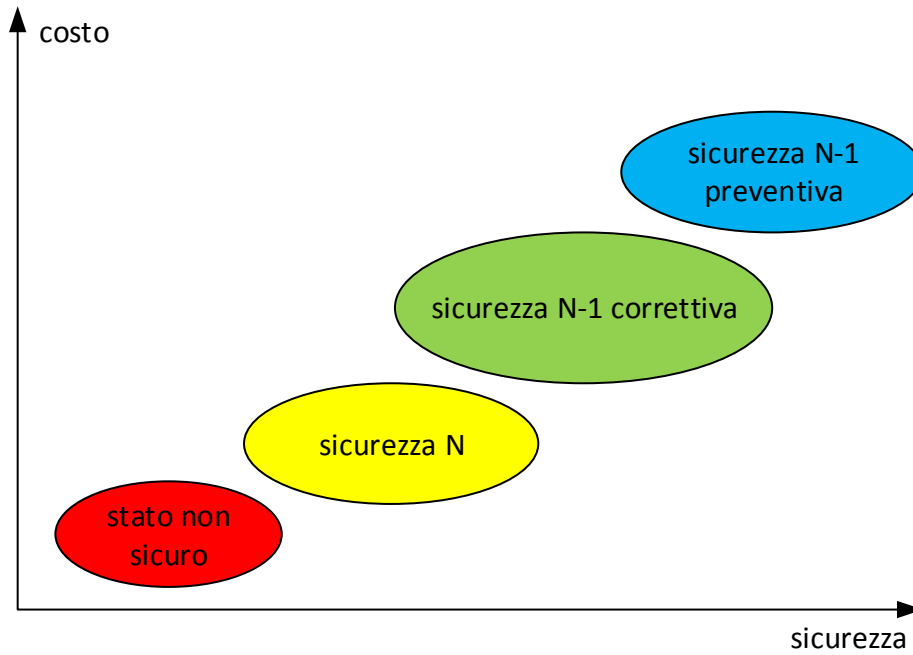 costo
sicurezza N-1
preventiva
sicurezza N-1 correttiva
sicurezza N
stato non
sicuro
sicurezza